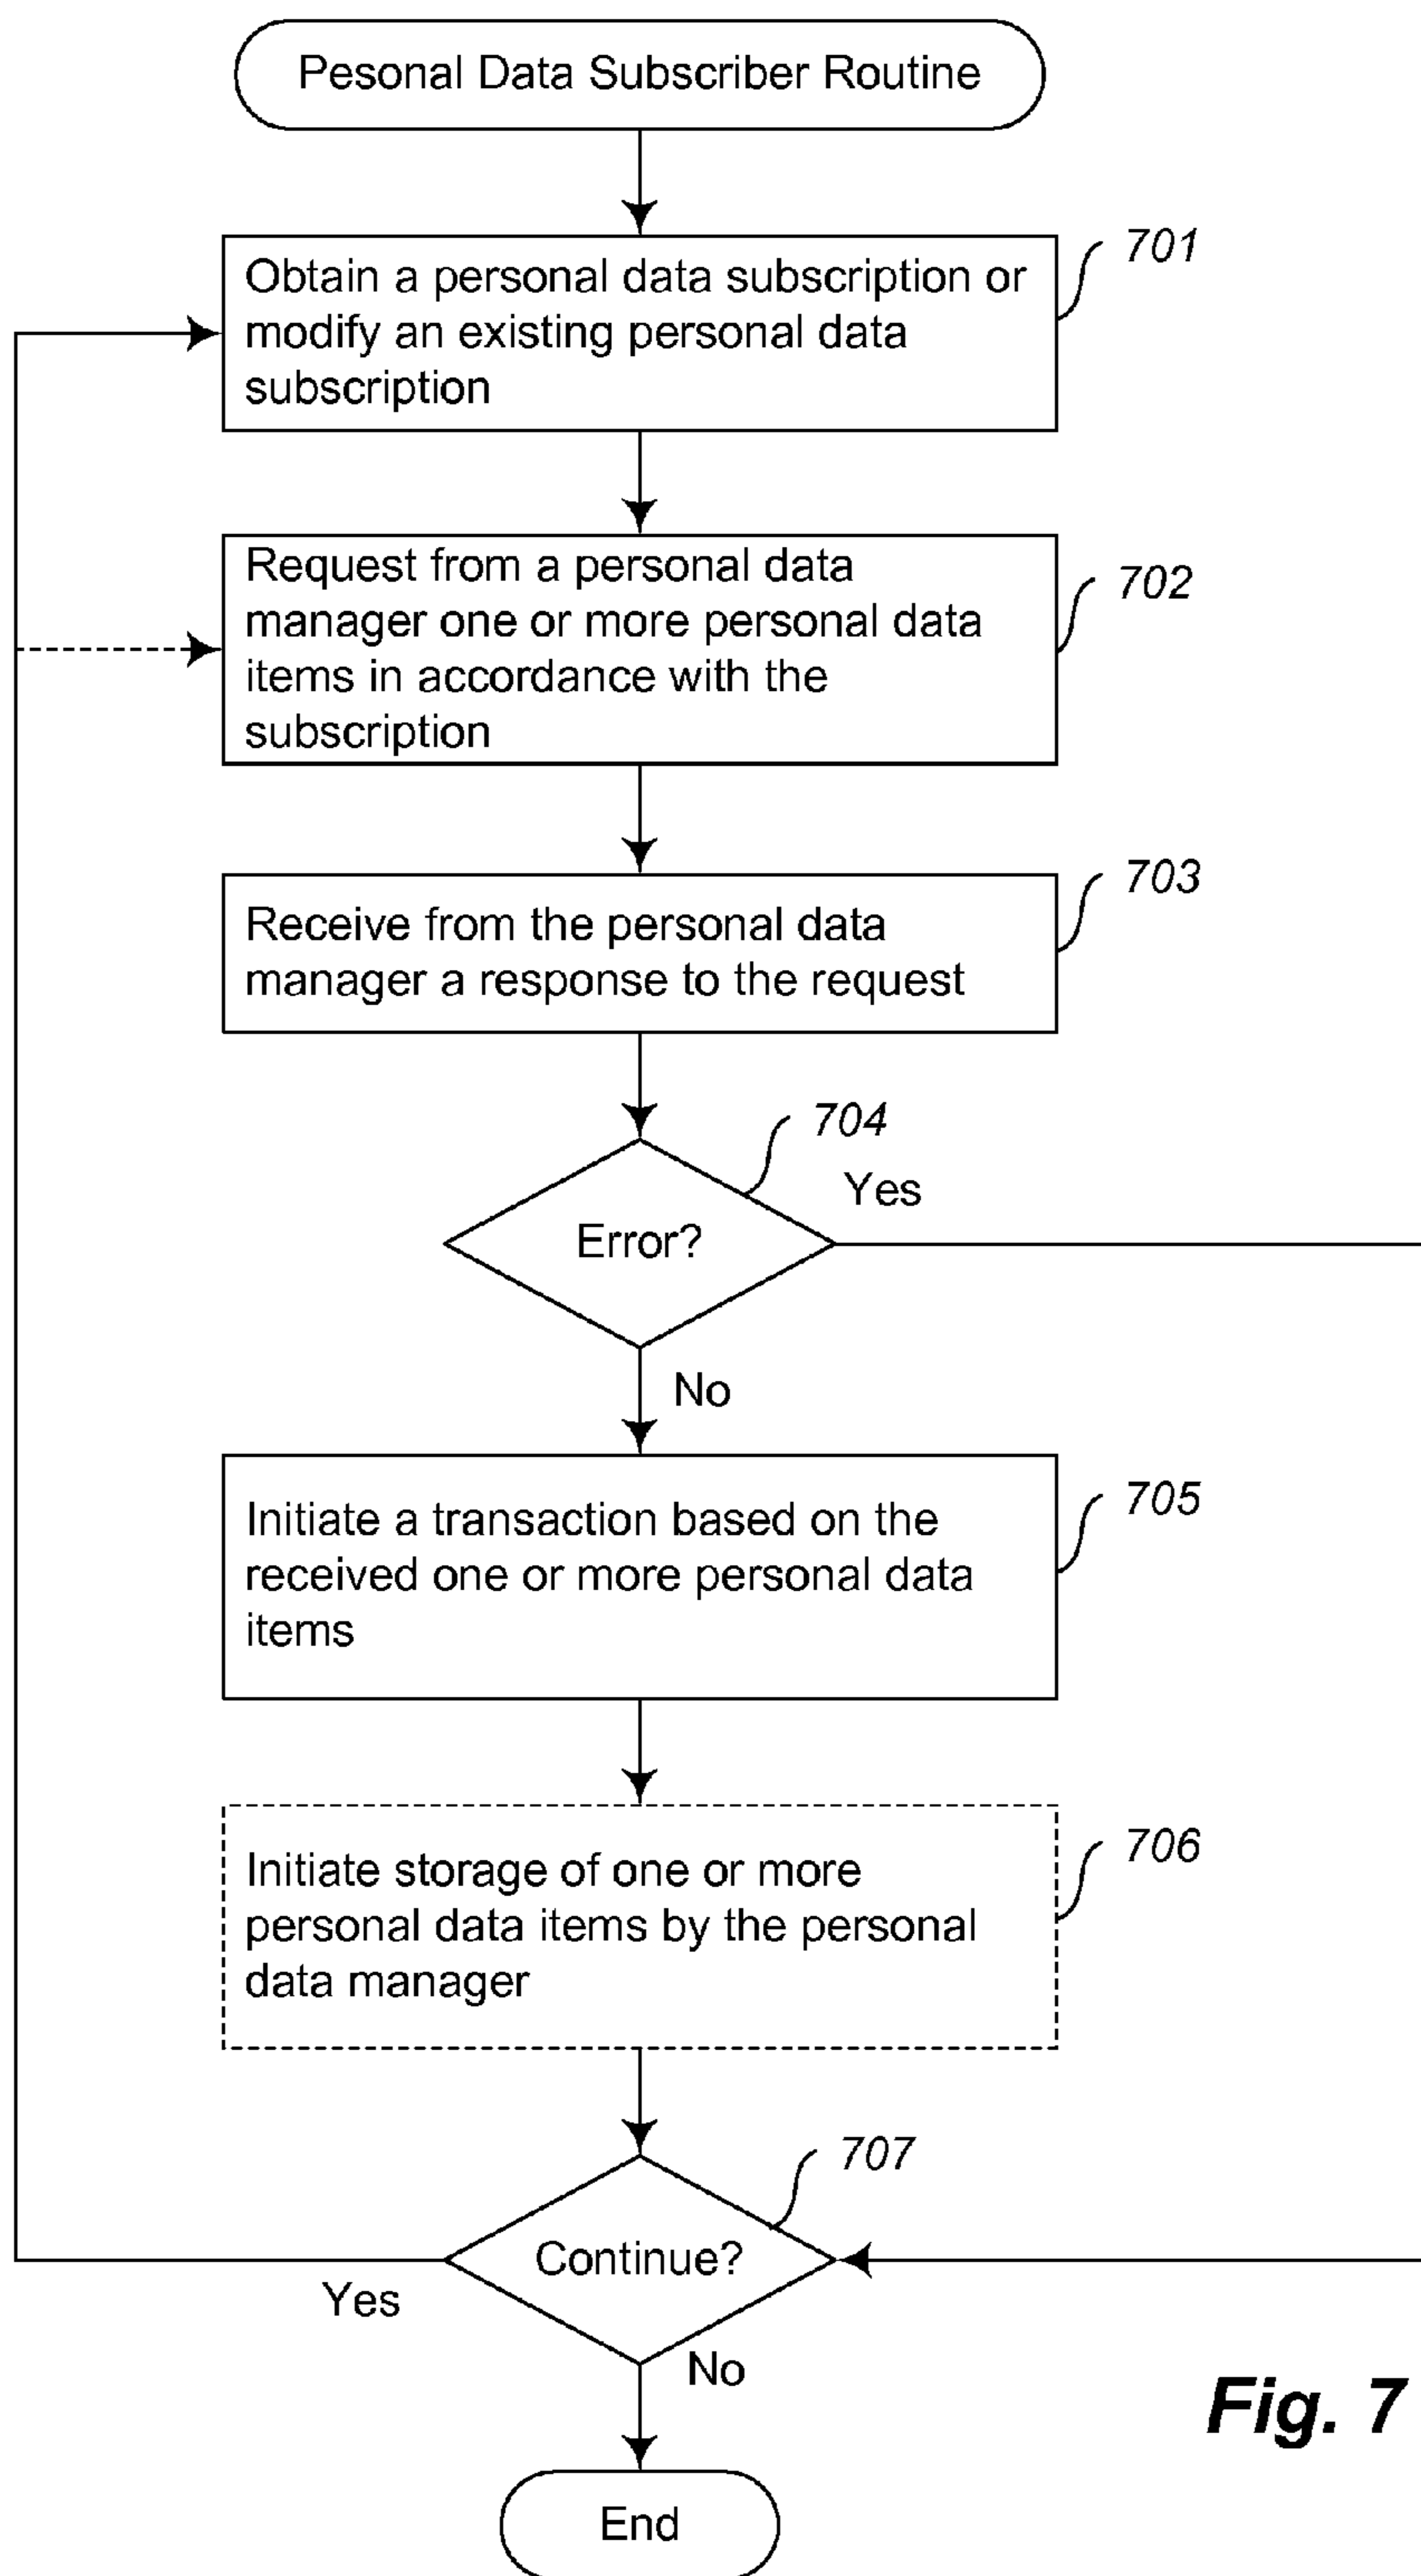 Pesonal Data Subscriber Routine
701
Obtain a personal data subscription or
modify an existing personal data
subscription
702
Request from a personal data
manager one or more personal data
items in accordance with the
subscription
703
Receive from the personal data
manager a response to the request
704
Yes
Error?
No
705
Initiate a transaction based on the
received one or more personal data
items
706
Initiate storage of one or more
personal data items by the personal
data manager
707
Continue?
Yes
No
Fig. 7
End